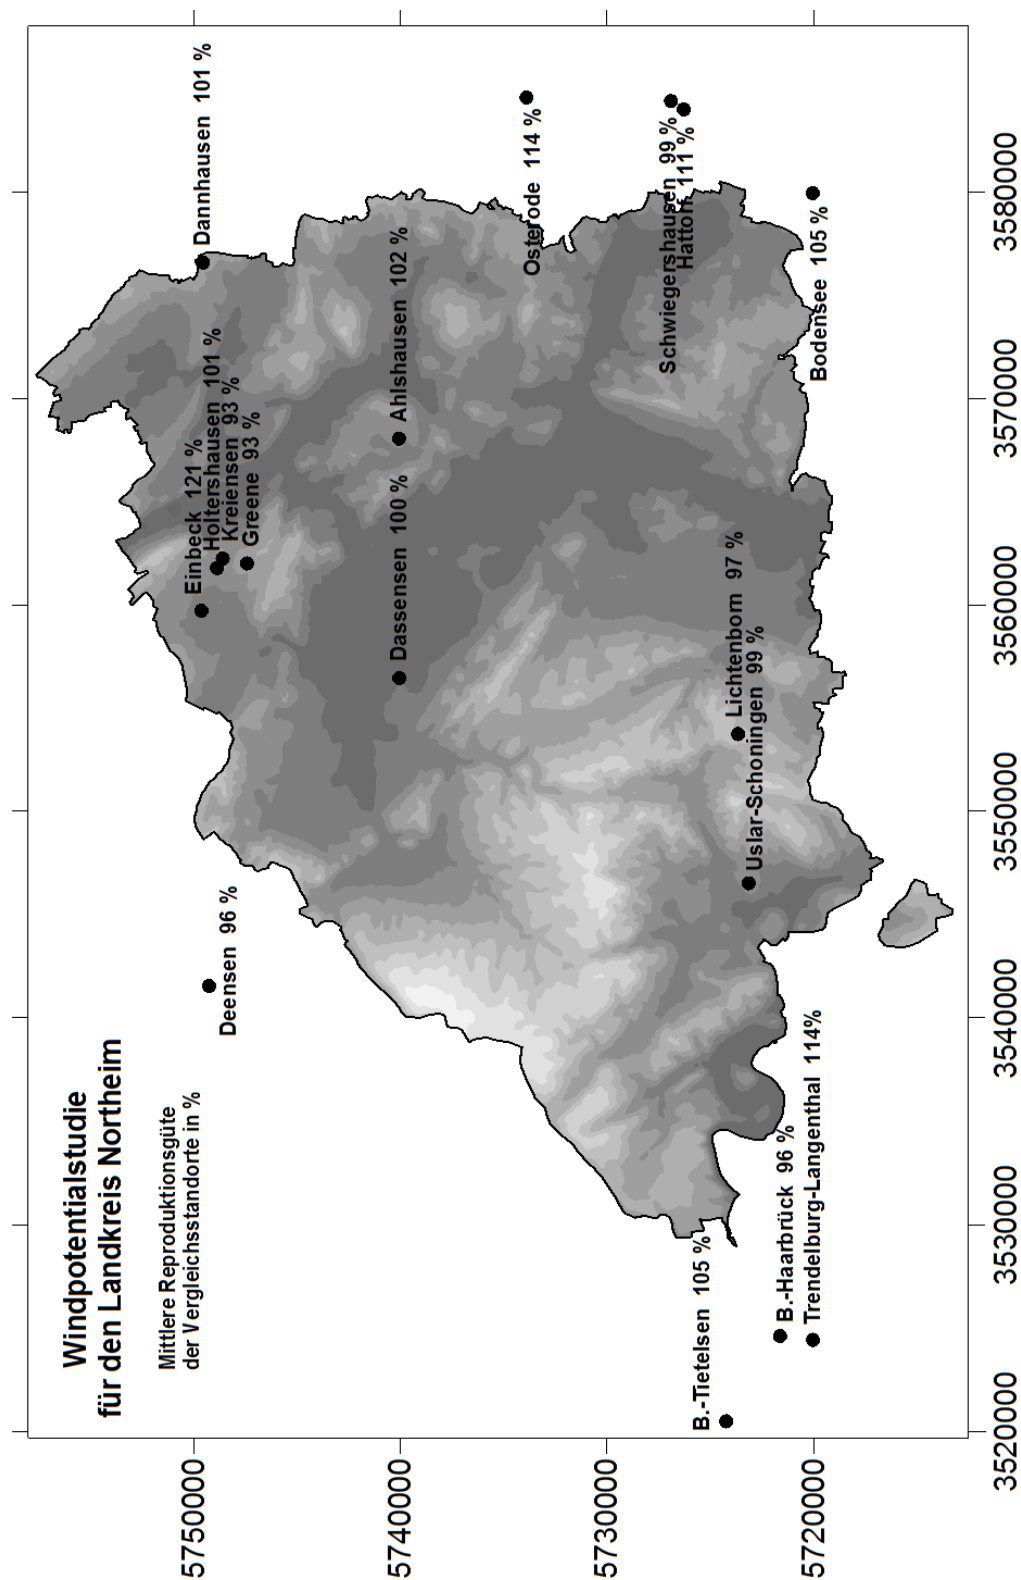 Windpotentialstudie
für den Landkreis Northeim
Mittlere Reproduktionsgüte
der Vergleichsstandorte in %
Deensen 96 %
Einbeck 121 %
Holtershausen 101 %
Kreiensen 93 %
Greene 93 %
Dannhausen 101 %
Dassensen 100 %
Ahlshausen 102 %
Osterode 114 %
Schwiegershausen 99 %
Hattorf 111 %
Bodensee 105 %
Lichtenborn 97 %
Uslar-Schoningen 99 %
B.-Tietelsen 105 %
B.-Haarbrück 96 %
Trendelburg-Langenthal 114%
5750000
5740000
5730000
5720000
3520000
3530000
3540000
3550000
3560000
3570000
3580000